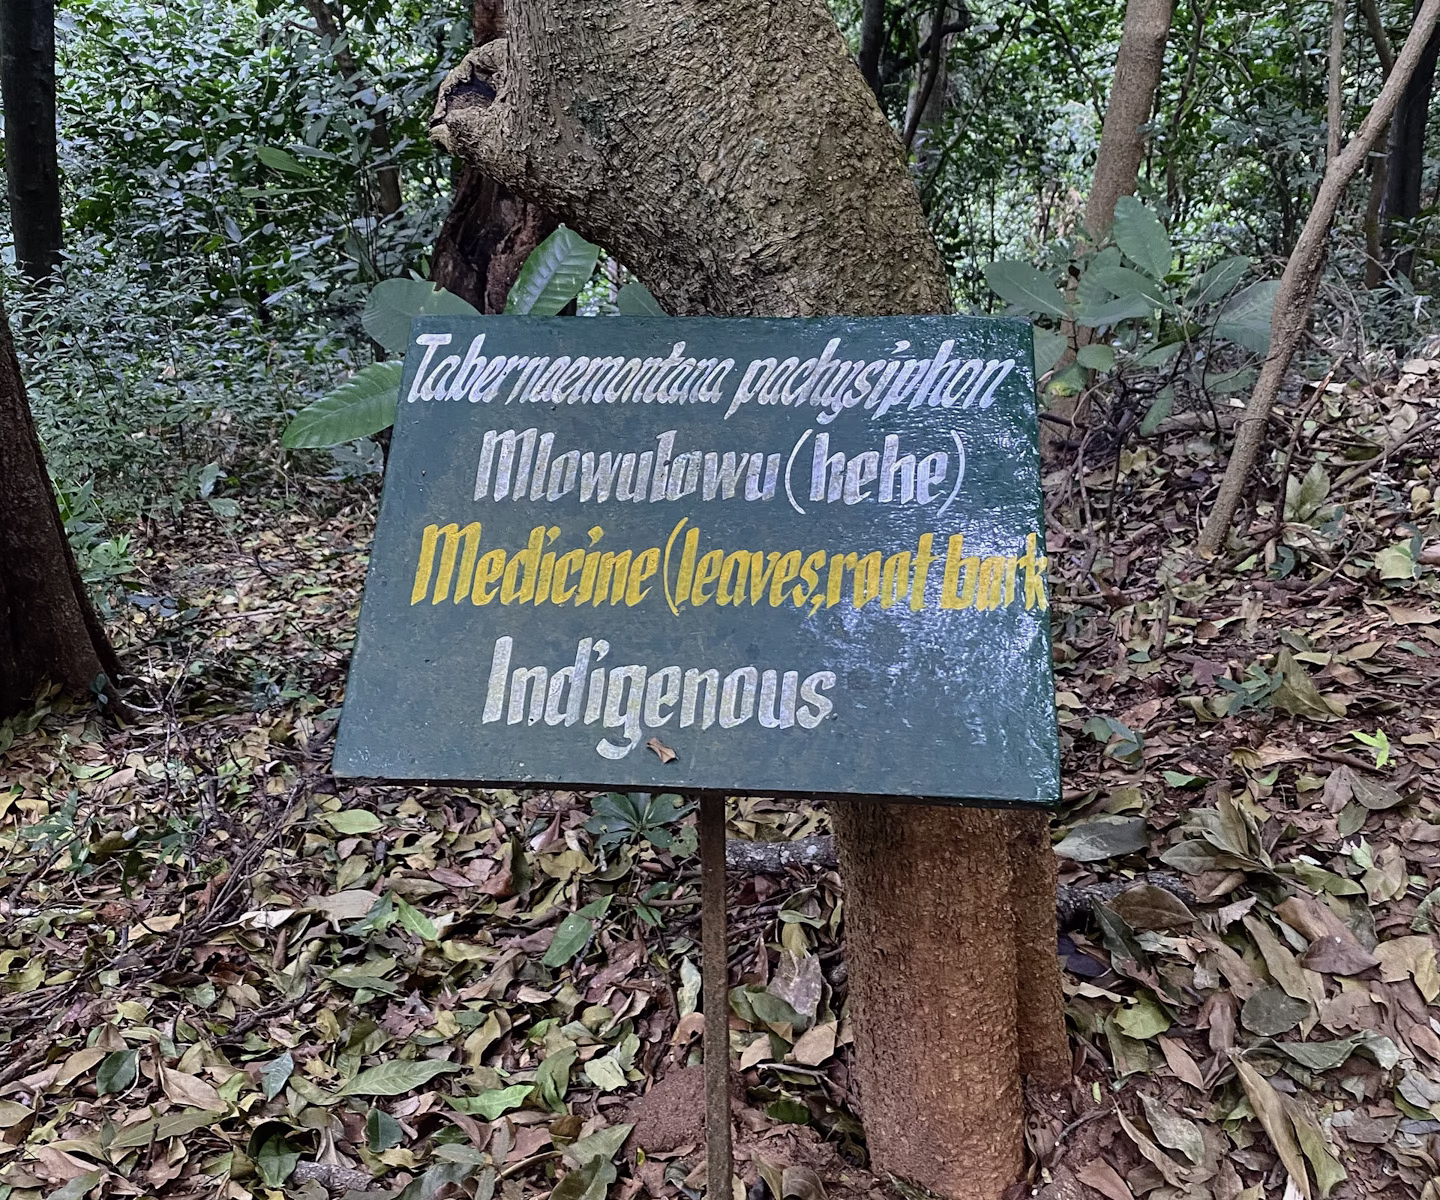 Tabernaemontana pachysiphon
Mlowulowu (hehe)
Medicine (leaves, root bark
Indigenous